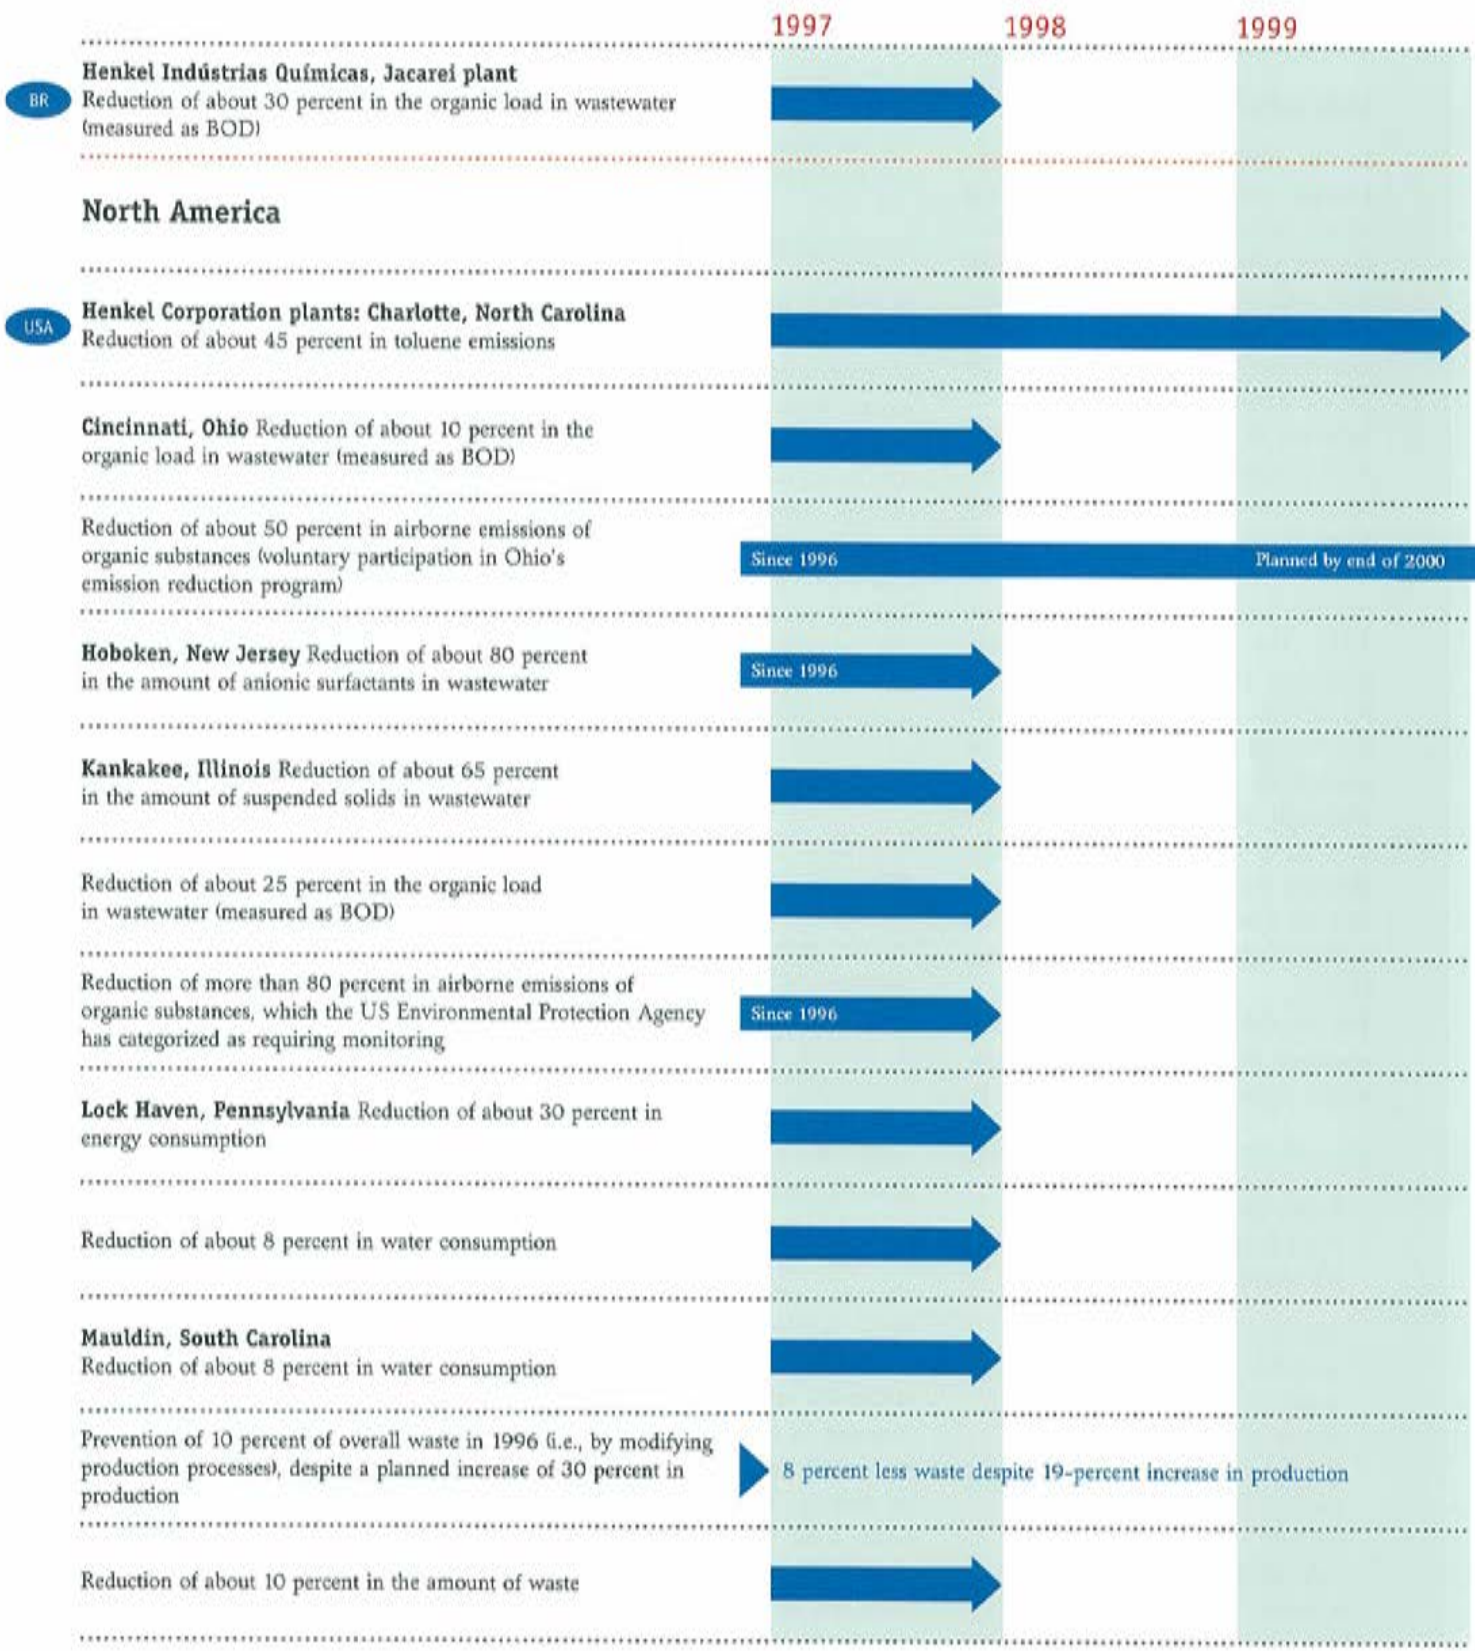 1997 1998 1999
Henkel Indústrias Químicas, Jacareí plant
BR
Reduction of about 30 percent in the organic load in wastewater
(measured as BOD)
North America
Henkel Corporation plants: Charlotte, North Carolina
USA
Reduction of about 45 percent in toluene emissions
Cincinnati, Ohio Reduction of about 10 percent in the
organic load in wastewater (measured as BOD)
Reduction of about 50 percent in airborne emissions of
organic substances (voluntary participation in Ohio's
emission reduction program)
Since 1996 Planned by end of 2000
Hoboken, New Jersey Reduction of about 80 percent
in the amount of anionic surfactants in wastewater
Since 1996
Kankakee, Illinois Reduction of about 65 percent
in the amount of suspended solids in wastewater
Reduction of about 25 percent in the organic load
in wastewater (measured as BOD)
Reduction of more than 80 percent in airborne emissions of
organic substances, which the US Environmental Protection Agency
has categorized as requiring monitoring
Since 1996
Lock Haven, Pennsylvania Reduction of about 30 percent in
energy consumption
Reduction of about 8 percent in water consumption
Mauldin, South Carolina
Reduction of about 8 percent in water consumption
Prevention of 10 percent of overall waste in 1996 (i.e., by modifying
production processes), despite a planned increase of 30 percent in
production
8 percent less waste despite 19-percent increase in production
Reduction of about 10 percent in the amount of waste